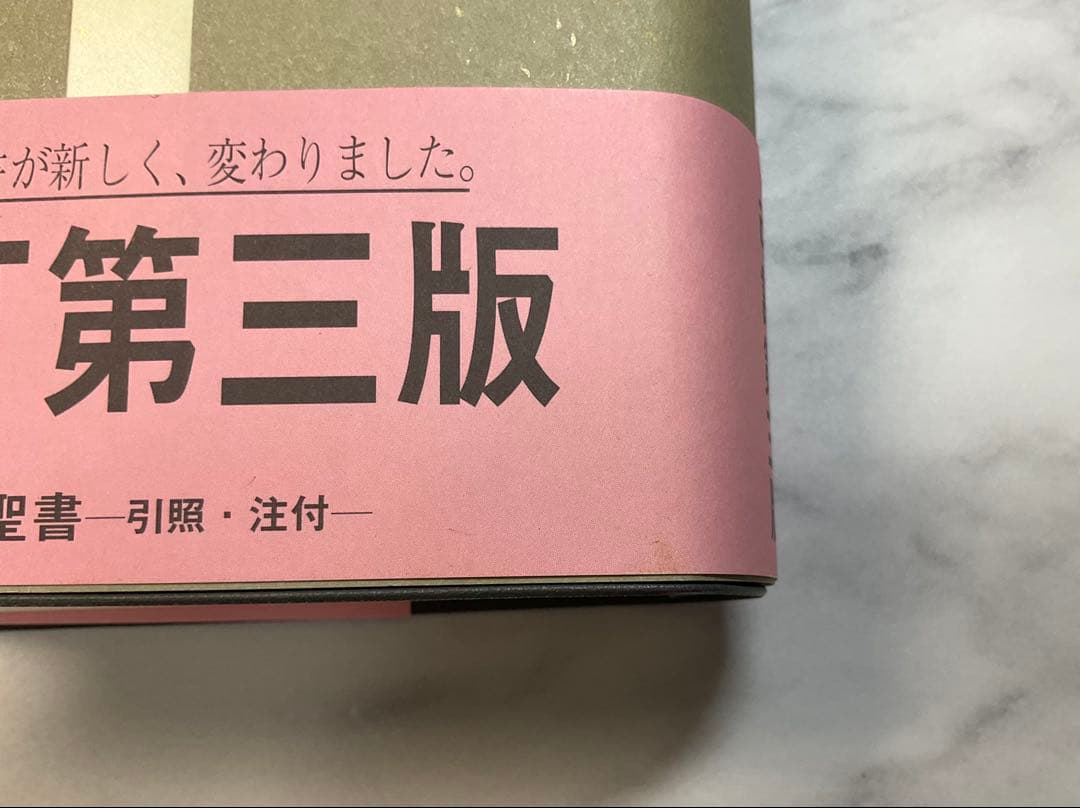 が新しく、変わりました。
第三版
聖書―引照・注付―